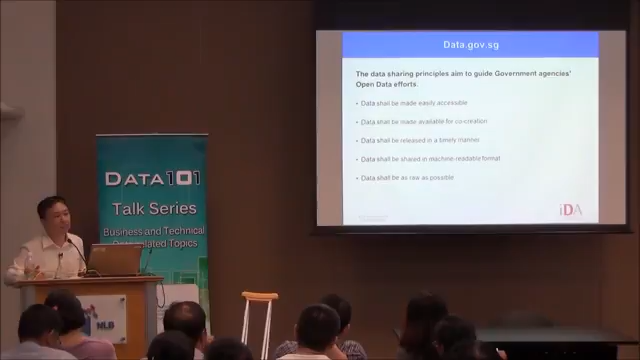 Data.gov.sg
The data sharing principles aim to guide Government agencies'
Open Data efforts.
• Data shall be made easily accessible
• Data shall be made available for co-creation
• Data shall be released in a timely manner
• Data shall be shared in machine-readable format
• Data shall be as raw as possible
iDA
DATA101
Talk Series
Business and Technical
Data-related Topics
NLB